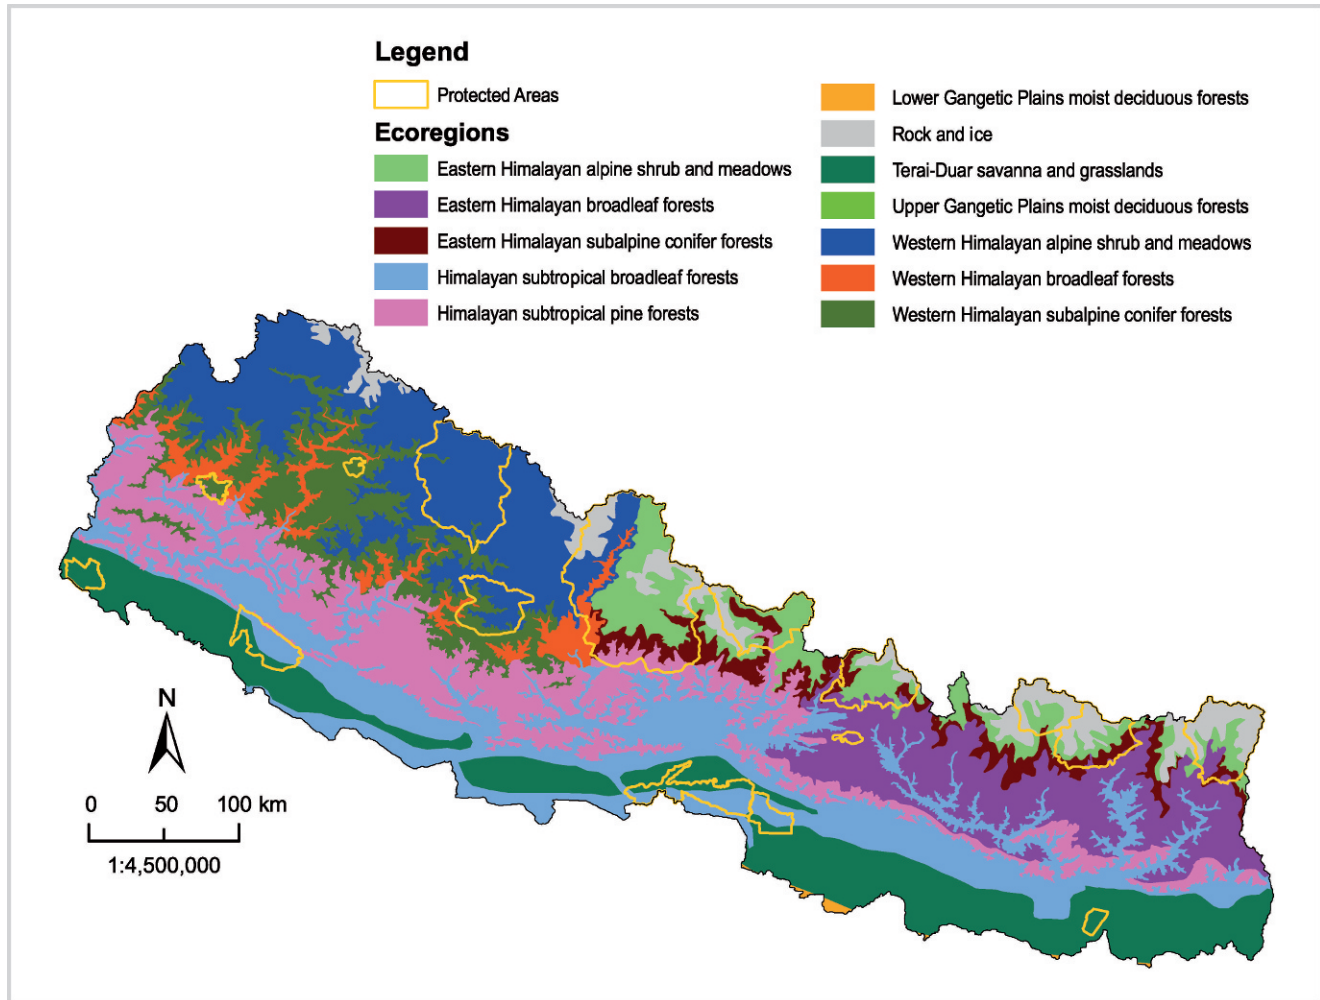 Legend
Protected Areas
Ecoregions
Eastern Himalayan alpine shrub and meadows
Eastern Himalayan broadleaf forests
Eastern Himalayan subalpine conifer forests
Himalayan subtropical broadleaf forests
Himalayan subtropical pine forests
Lower Gangetic Plains moist deciduous forests
Rock and ice
Terai-Duar savanna and grasslands
Upper Gangetic Plains moist deciduous forests
Western Himalayan alpine shrub and meadows
Western Himalayan broadleaf forests
Western Himalayan subalpine conifer forests
N
0 50 100 km
1:4,500,000